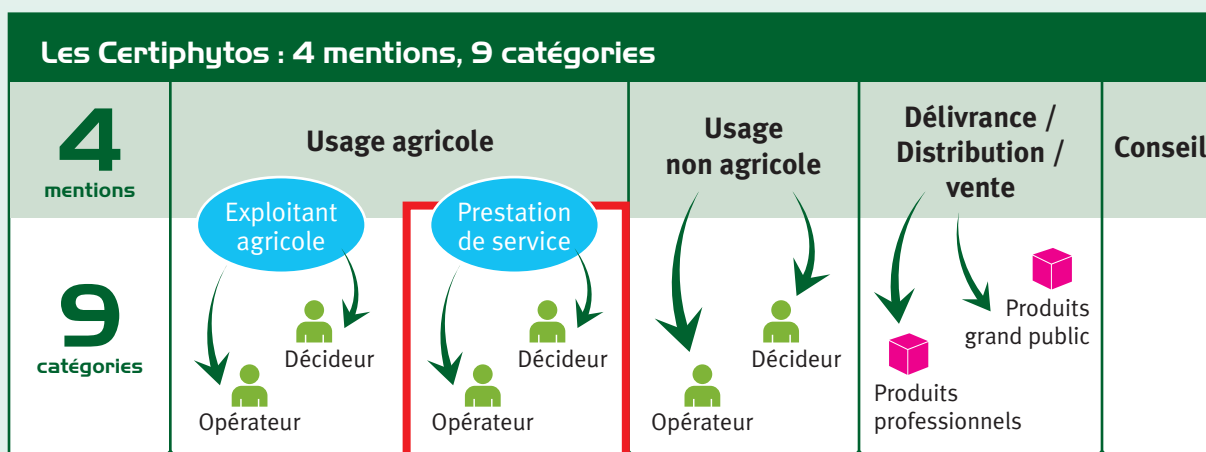 Les Certiphytos : 4 mentions, 9 catégories
4
mentions
Usage agricole
Usage
non agricole
Délivrance /
Distribution /
vente
Conseil
Exploitant
agricole
Prestation
de service
9
catégories
Décideur
Opérateur
Décideur
Opérateur
Décideur
Opérateur
Produits
grand public
Produits
professionnels